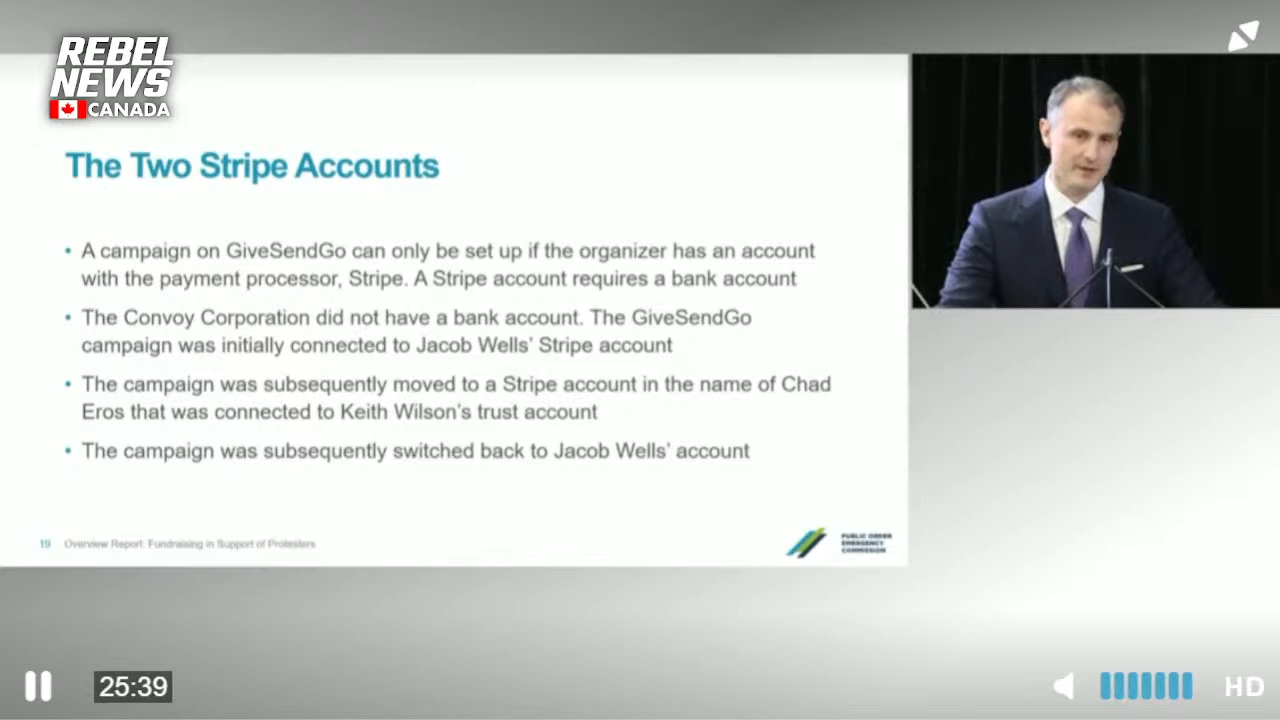 REBEL
NEWS
CANADA
The Two Stripe Accounts
• A campaign on GiveSendGo can only be set up if the organizer has an account
with the payment processor, Stripe. A Stripe account requires a bank account
• The Convoy Corporation did not have a bank account. The GiveSendGo
campaign was initially connected to Jacob Wells’ Stripe account
• The campaign was subsequently moved to a Stripe account in the name of Chad
Eros that was connected to Keith Wilson’s trust account
• The campaign was subsequently switched back to Jacob Wells’ account
19 Overview Report: Fundraising in Support of Protesters
PUBLIC ORDER
EMERGENCY
COMMISSION
25:39
HD